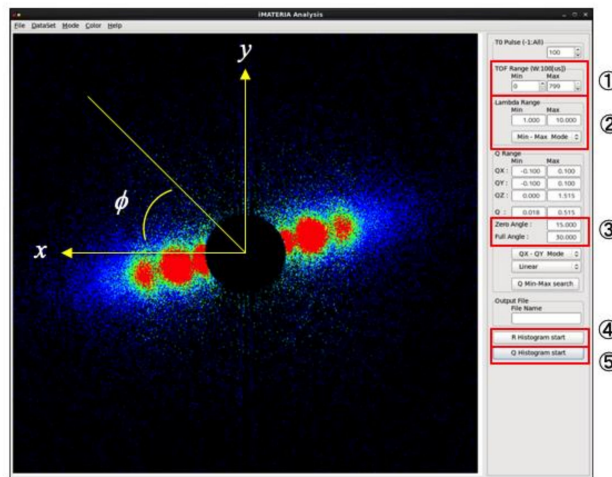 iMATERIA Analysis
File DataSet Mode Color Help
y
ϕ
x
T0 Pulse (-1:All)
100
TOF Range (W:100[us])
Min Max
0 799
①
Lambda Range
Min Max
1.000 10.000
Min - Max Mode
②
Q Range
Min Max
QX : -0.100 0.100
QY : -0.100 0.100
QZ : 0.000 1.515
Q : 0.018 0.515
Zero Angle : 15.000
Full Angle : 30.000
③
QX - QY Mode
Linear
Q Min-Max search
Output File
File Name
R Histogram start
④
Q Histogram start
⑤